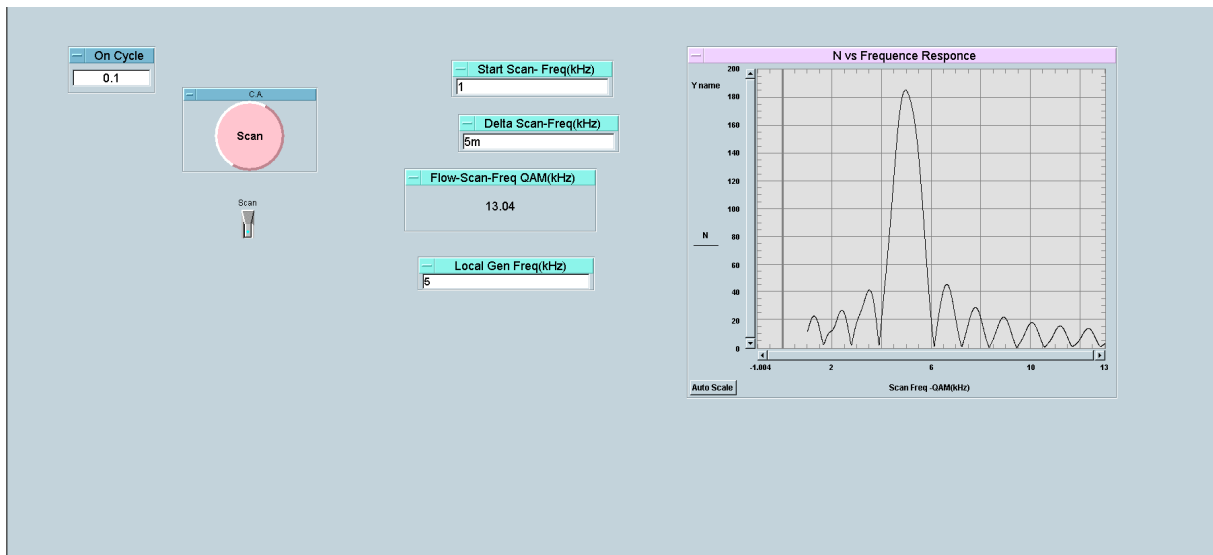 On Cycle
0.1
C.A.
Scan
Scan
Start Scan- Freq(kHz)
1
Delta Scan-Freq(kHz)
5m
Flow-Scan-Freq QAM(kHz)
13.04
Local Gen Freq(kHz)
5
N vs Frequence Responce
Y name
200
180
160
140
120
100
N
80
60
40
20
0
-1.004 2 6 10 13
Auto Scale
Scan Freq -QAM(kHz)